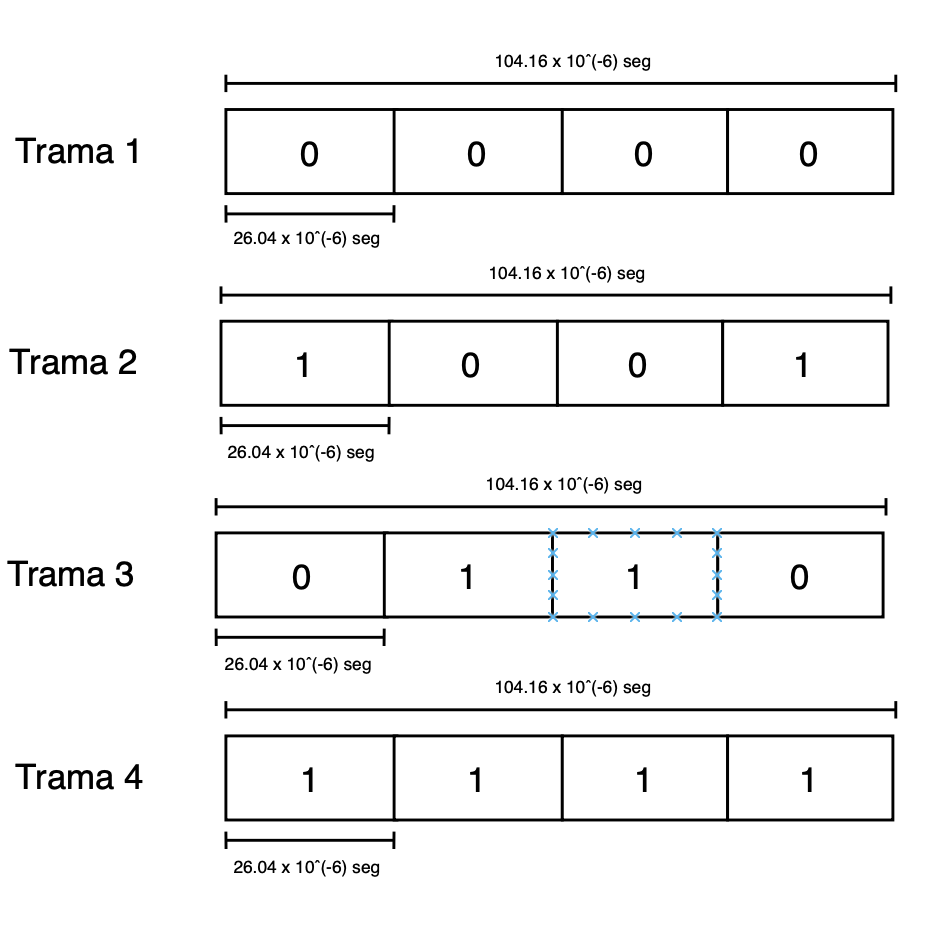 104.16 x 10^(-6) seg
Trama 1 0 0 0 0
26.04 x 10^(-6) seg
104.16 x 10^(-6) seg
Trama 2 1 0 0 1
26.04 x 10^(-6) seg
104.16 x 10^(-6) seg
Trama 3 0 1 1 0
26.04 x 10^(-6) seg
104.16 x 10^(-6) seg
Trama 4 1 1 1 1
26.04 x 10^(-6) seg